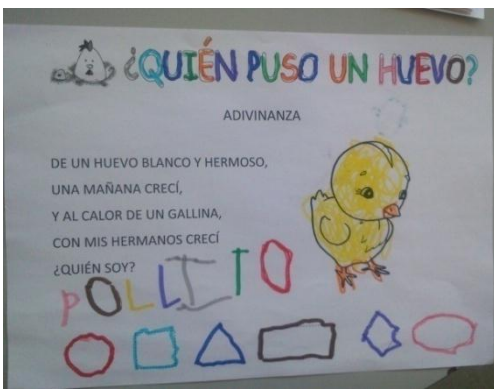 ¿QUIÉN PUSO UN HUEVO?
ADIVINANZA
DE UN HUEVO BLANCO Y HERMOSO,
UNA MAÑANA CRECÍ,
Y AL CALOR DE UN GALLINA,
CON MIS HERMANOS CRECÍ
¿QUIÉN SOY?
POLLITO